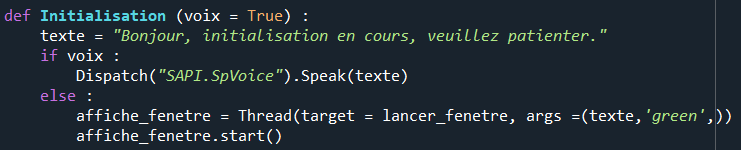 def Initialisation (voix = True) :
    texte = "Bonjour, initialisation en cours, veuillez patienter."
    if voix :
        Dispatch("SAPI.SpVoice").Speak(texte)
    else :
        affiche_fenetre = Thread(target = lancer_fenetre, args =(texte,'green',))
        affiche_fenetre.start()